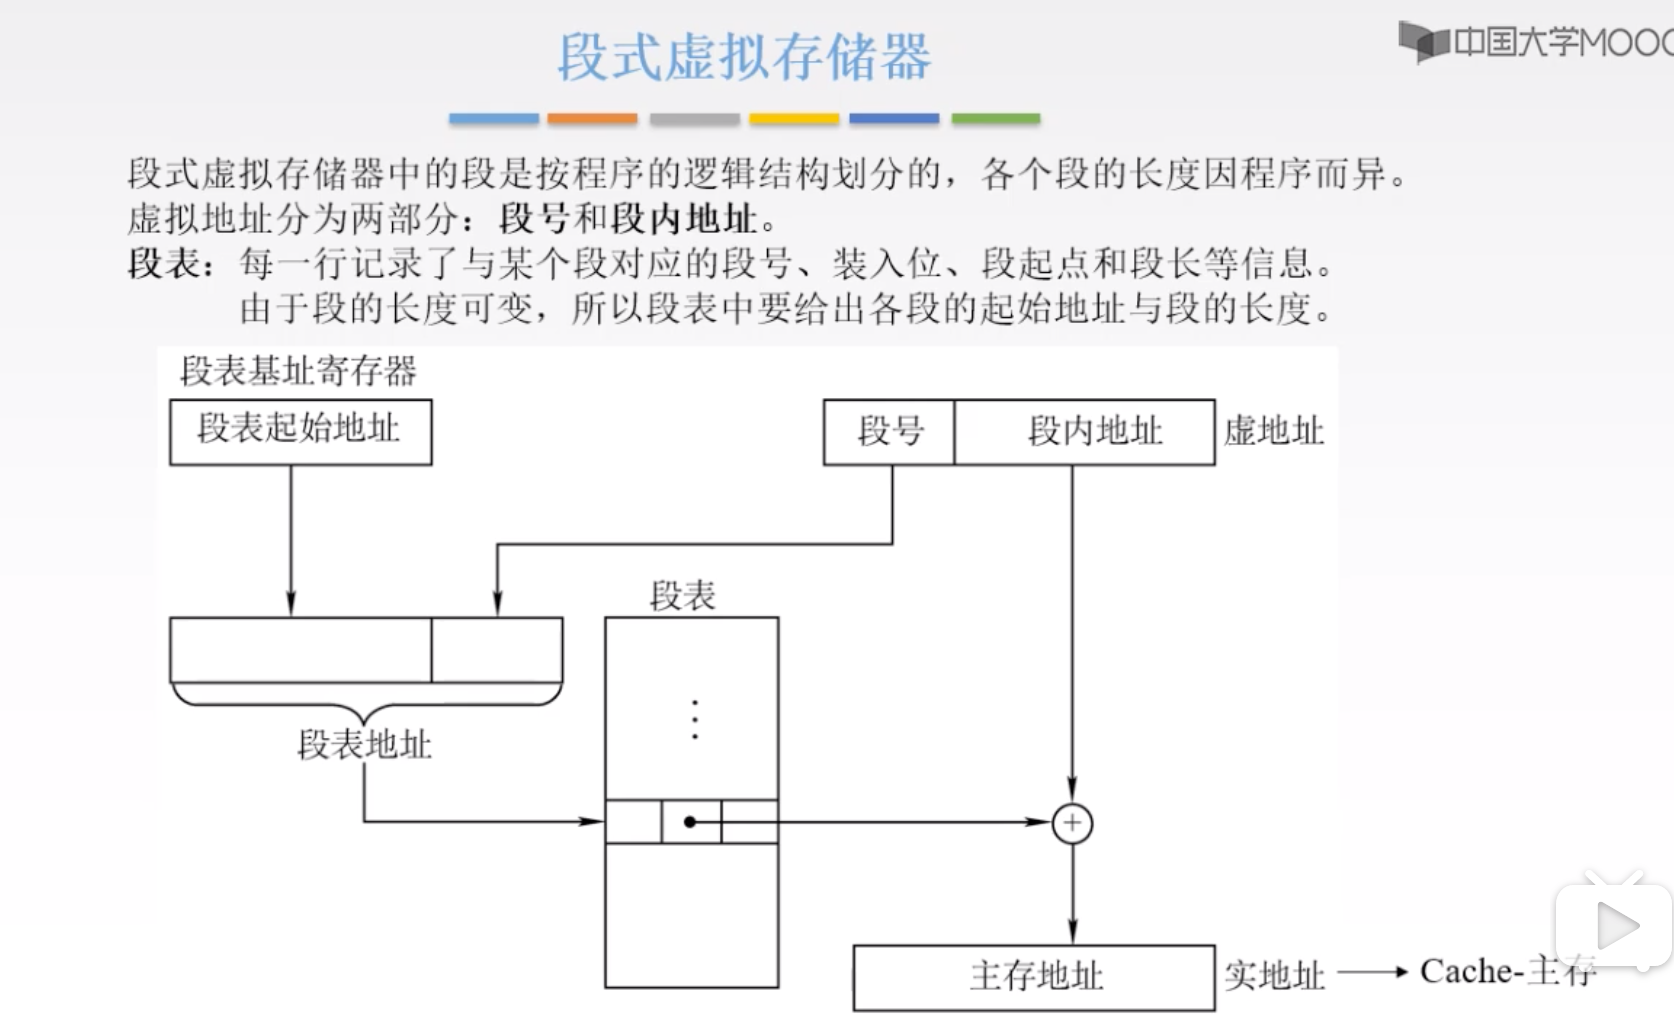 段式虚拟存储器
中国大学MOOC
段式虚拟存储器中的段是按程序的逻辑结构划分的，各个段的长度因程序而异。
虚拟地址分为两部分：段号和段内地址。
段表：每一行记录了与某个段对应的段号、装入位、段起点和段长等信息。
由于段的长度可变，所以段表中要给出各段的起始地址与段的长度。
段表基址寄存器
段表起始地址
段号
段内地址
虚地址
段表
⋮
段表地址
+
主存地址
实地址
Cache-主存